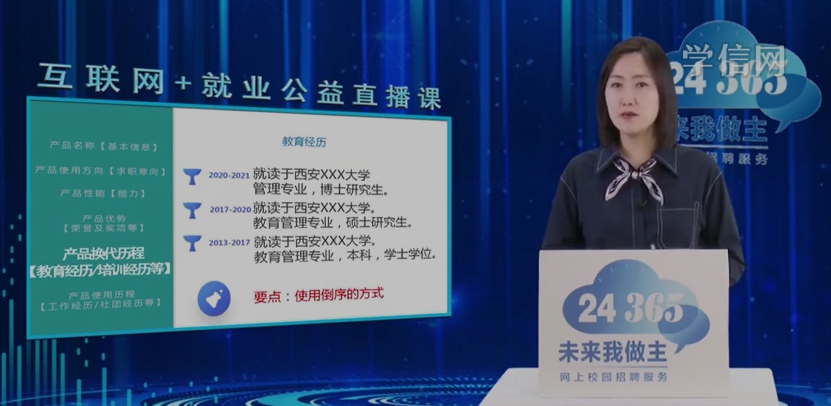 互联网+就业公益直播课
产品名称【基本信息】
产品使用方向【求职意向】
产品性能【能力】
产品优势
【荣誉及奖项等】
产品换代历程
【教育经历/培训经历等】
产品使用历程
【工作经历/社团经历等】
教育经历
2020-2021 就读于西安XXX大学
管理专业，博士研究生。
2017-2020 就读于西安XXX大学。
教育管理专业，硕士研究生。
2013-2017 就读于西安XXX大学。
教育管理专业，本科，学士学位。
要点：使用倒序的方式
学信网
24 365
来我做主
招聘服务
24 365
未来我做主
网上校园招聘服务